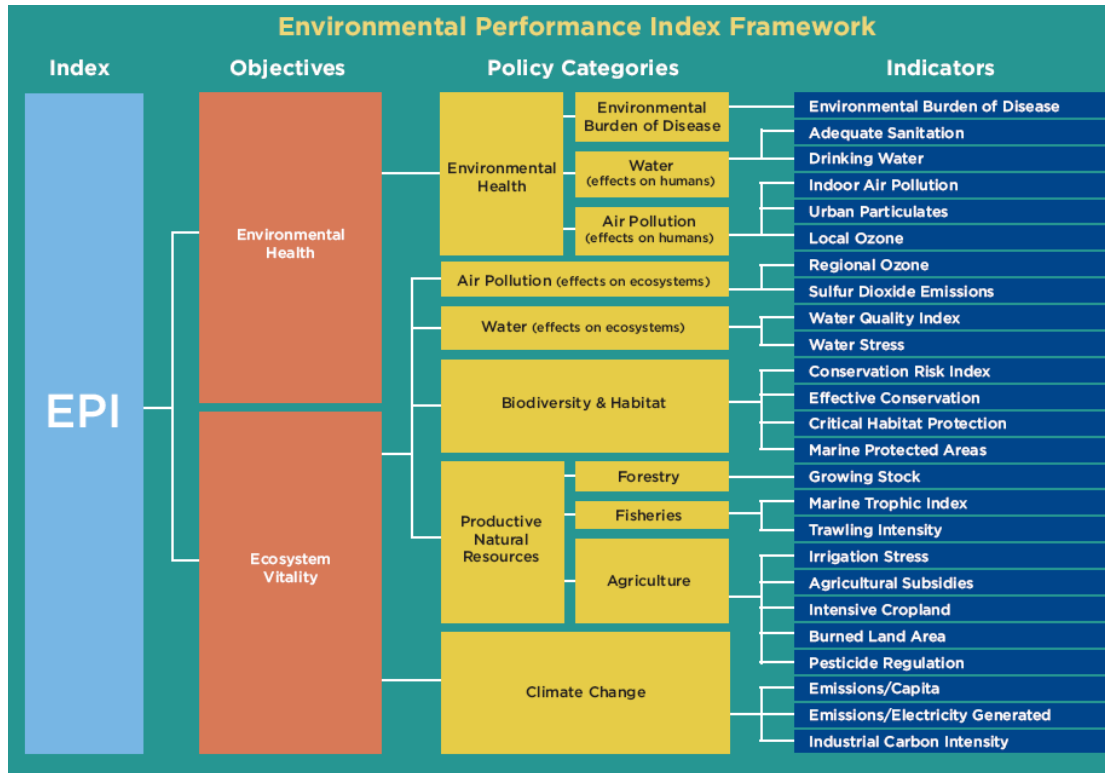 Environmental Performance Index Framework
Index
Objectives
Policy Categories
Indicators
EPI
Environmental
Health
Ecosystem
Vitality
Environmental
Health
Environmental
Burden of Disease
Water
(effects on humans)
Air Pollution
(effects on humans)
Air Pollution (effects on ecosystems)
Water (effects on ecosystems)
Biodiversity & Habitat
Productive
Natural
Resources
Forestry
Fisheries
Agriculture
Climate Change
Environmental Burden of Disease
Adequate Sanitation
Drinking Water
Indoor Air Pollution
Urban Particulates
Local Ozone
Regional Ozone
Sulfur Dioxide Emissions
Water Quality Index
Water Stress
Conservation Risk Index
Effective Conservation
Critical Habitat Protection
Marine Protected Areas
Growing Stock
Marine Trophic Index
Trawling Intensity
Irrigation Stress
Agricultural Subsidies
Intensive Cropland
Burned Land Area
Pesticide Regulation
Emissions/Capita
Emissions/Electricity Generated
Industrial Carbon Intensity